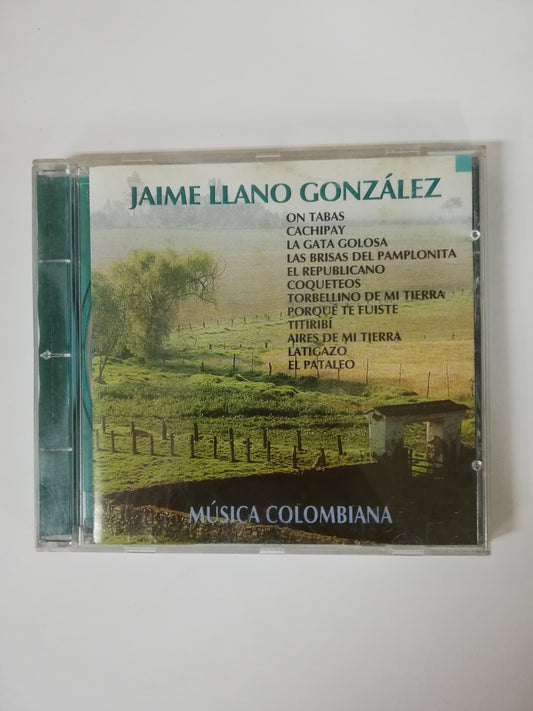 JAIME LLANO GONZÁLEZ
ON TABAS
CACHIPAY
LA GATA GOLOSA
LAS BRISAS DEL PAMPLONITA
EL REPUBLICANO
COQUETEOS
TORBELLINO DE MI TIERRA
PORQUÉ TE FUISTE
TITIRIBÍ
AIRES DE MI TIERRA
LATIGAZO
EL PATALEO
MÚSICA COLOMBIANA